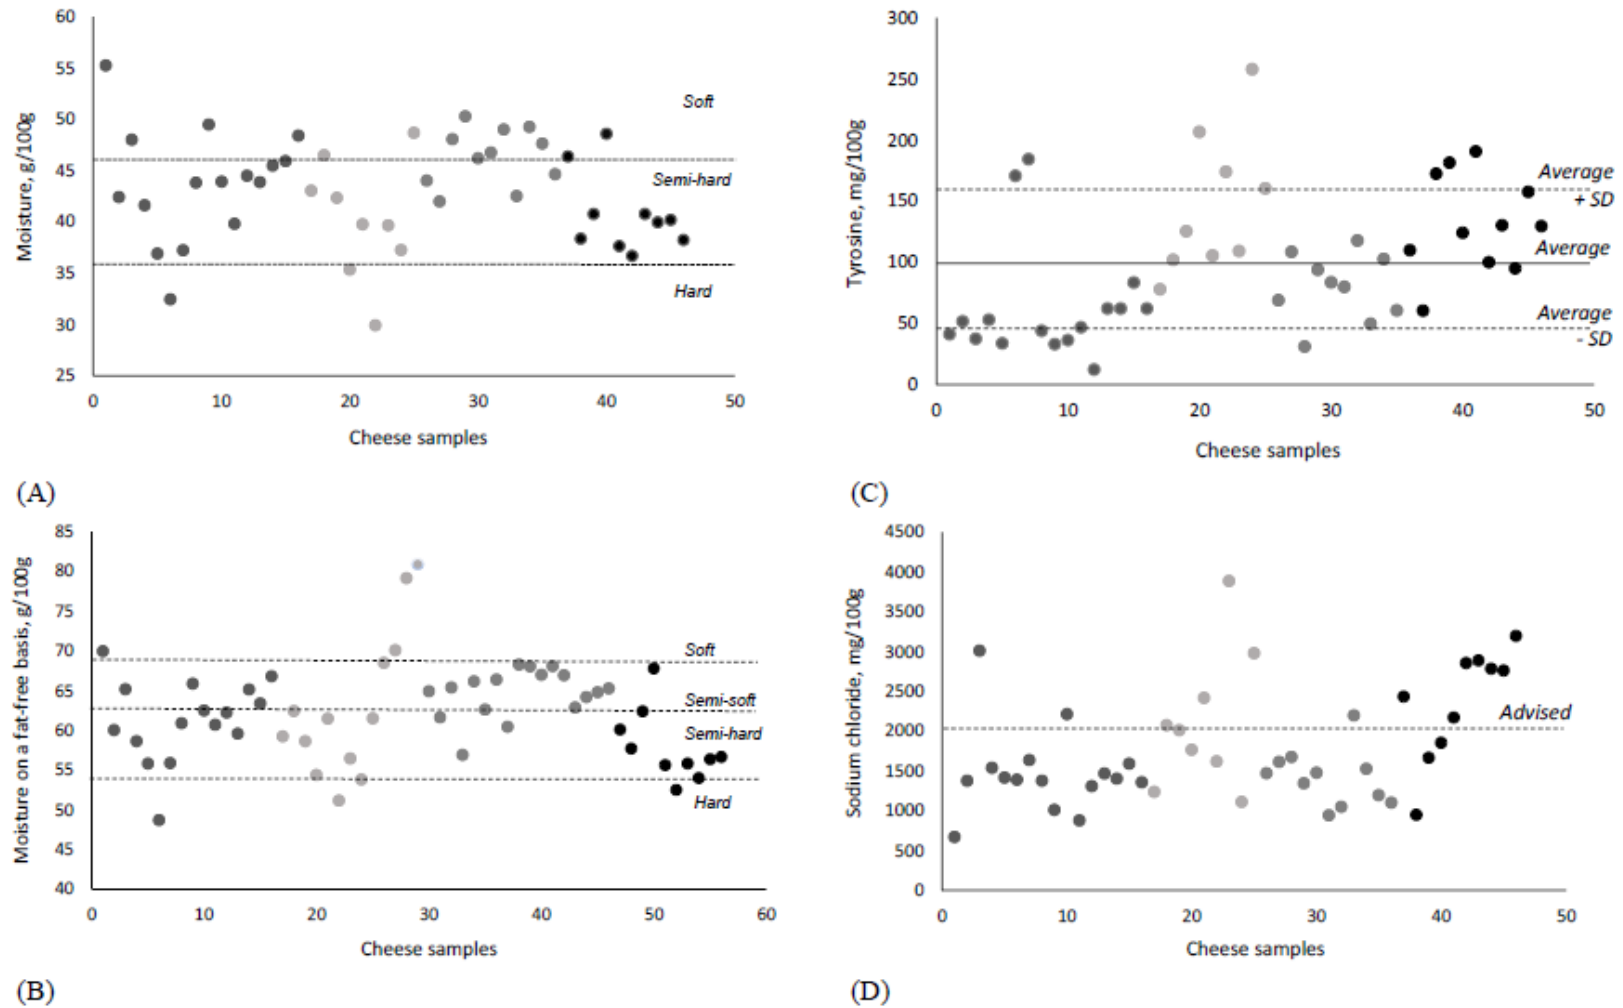 60
55
50
45
40
35
30
25
0
10
20
30
40
50
Moisture, g/100g
Cheese samples
Soft
Semi-hard
Hard
(A)
300
250
200
150
100
50
0
0
10
20
30
40
50
Tyrosine, mg/100g
Cheese samples
Average
+ SD
Average
Average
- SD
(C)
85
80
75
70
65
60
55
50
45
40
0
10
20
30
40
50
60
Moisture on a fat-free basis, g/100g
Cheese samples
Soft
Semi-soft
Semi-hard
Hard
(B)
4500
4000
3500
3000
2500
2000
1500
1000
500
0
0
10
20
30
40
50
Sodium chloride, mg/100g
Cheese samples
Advised
(D)